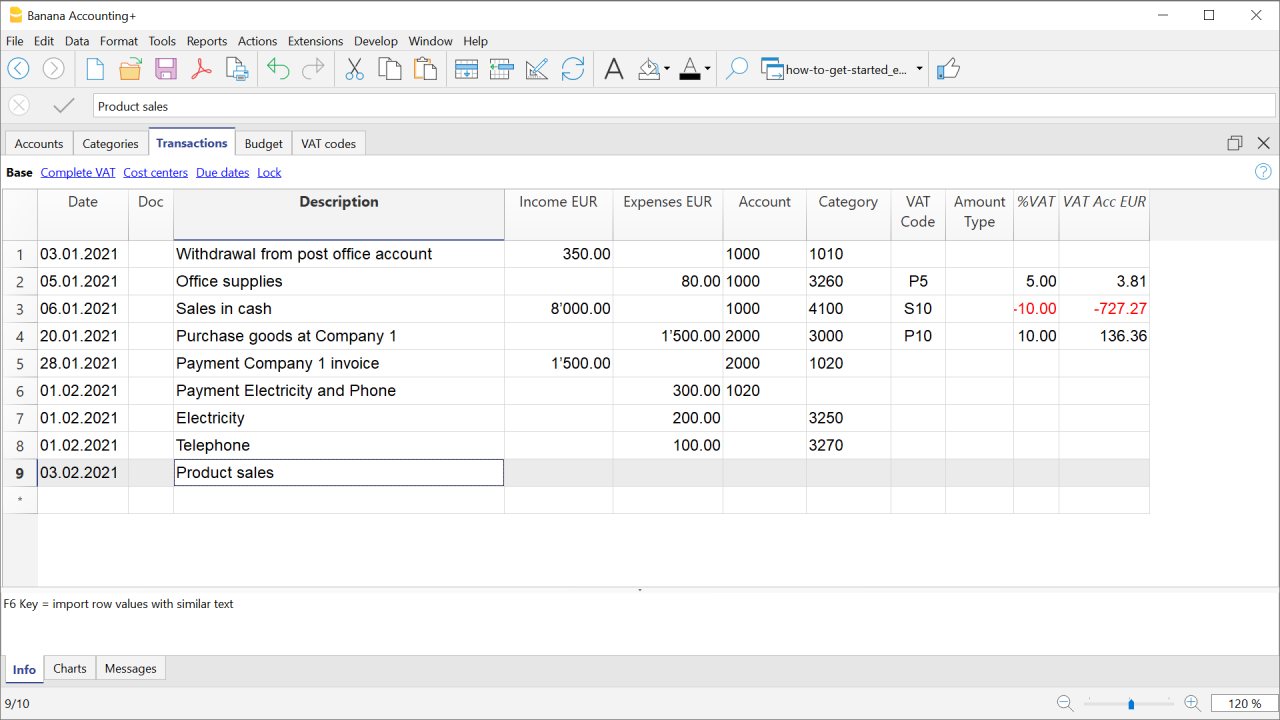 Banana Accounting+
File Edit Data Format Tools Reports Actions Extensions Develop Window Help
how-to-get-started_e...
Product sales
Accounts Categories Transactions Budget VAT codes
Base Complete VAT Cost centers Due dates Lock
Date Doc Description Income EUR Expenses EUR Account Category VAT Code Amount Type %VAT VAT Acc EUR
1 03.01.2021 Withdrawal from post office account 350.00 1000 1010
2 05.01.2021 Office supplies 80.00 1000 3260 P5 5.00 3.81
3 06.01.2021 Sales in cash 8’000.00 1000 4100 S10 -10.00 -727.27
4 20.01.2021 Purchase goods at Company 1 1’500.00 2000 3000 P10 10.00 136.36
5 28.01.2021 Payment Company 1 invoice 1’500.00 2000 1020
6 01.02.2021 Payment Electricity and Phone 300.00 1020
7 01.02.2021 Electricity 200.00 3250
8 01.02.2021 Telephone 100.00 3270
9 03.02.2021 Product sales
*
F6 Key = import row values with similar text
Info Charts Messages
9/10 120 %